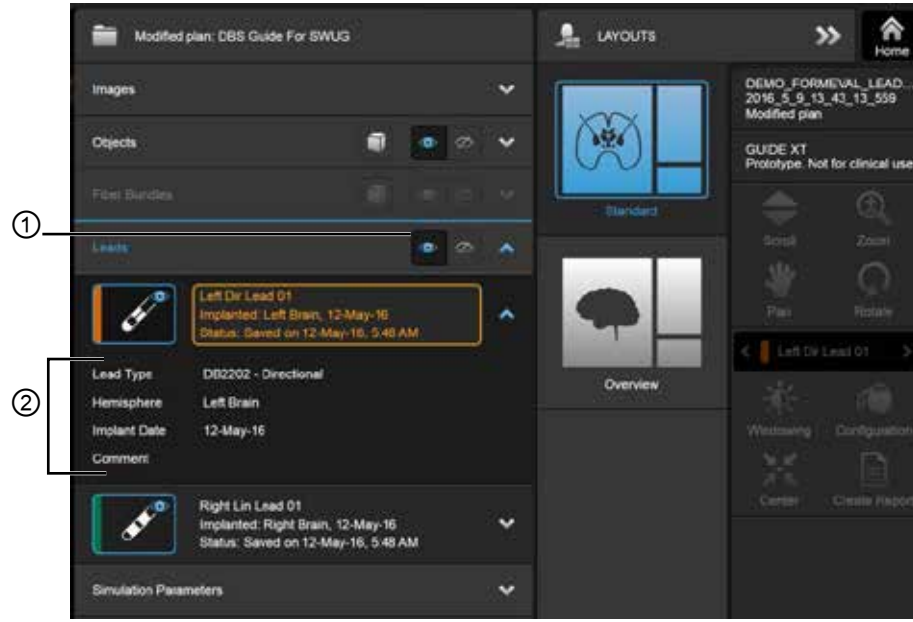 Modified plan: DBS Guide For SWUG
Images
Objects
Fiber Bundles
Leads
Left Dir Lead 01
Implanted: Left Brain, 12-May-16
Status: Saved on 12-May-16, 5:48 AM
Lead Type DB2202 - Directional
Hemisphere Left Brain
Implant Date 12-May-16
Comment
Right Lin Lead 01
Implanted: Right Brain, 12-May-16
Status: Saved on 12-May-16, 5:48 AM
Simulation Parameters
1
2
LAYOUTS
Standard
Overview
Home
DEMO_FORMEVAL_LEAD...
2016_5_9_13_43_13_559
Modified plan
GUIDE XT
Prototype. Not for clinical use
Scroll Zoom
Pan Rotate
Left Dir Lead 01
Windowing Configuration
Center Create Report